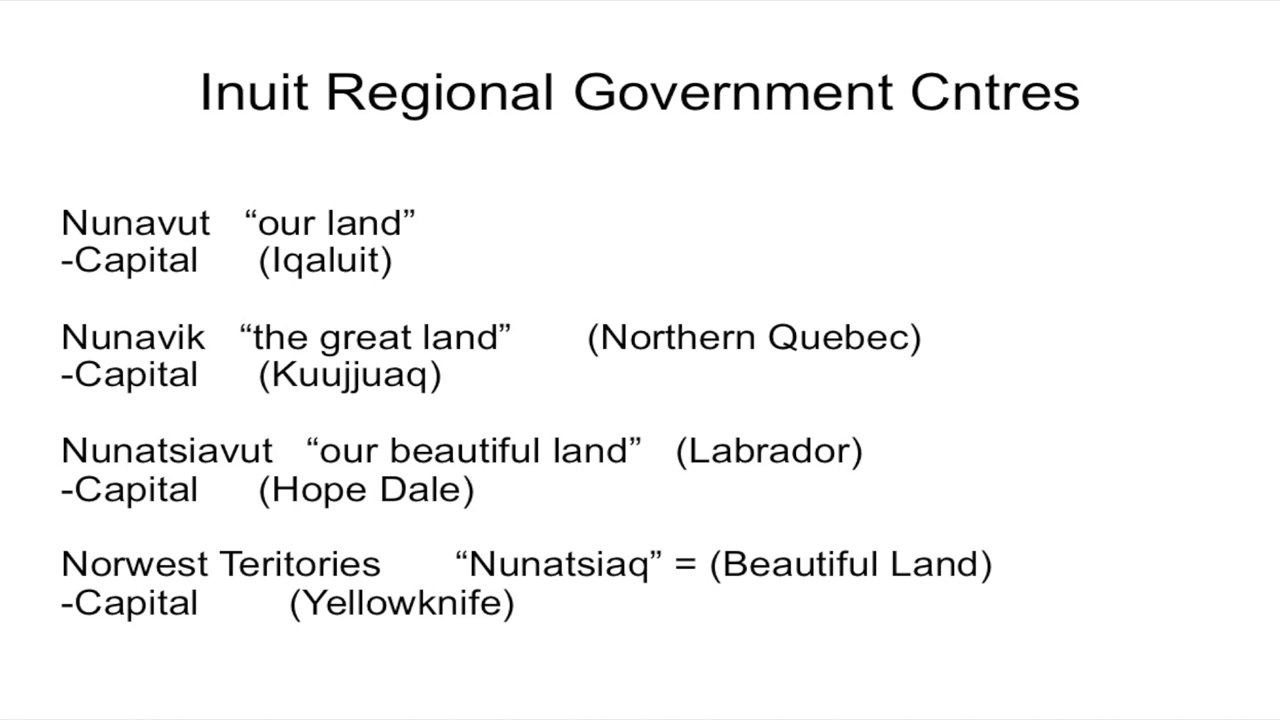 Inuit Regional Government Cntres
Nunavut “our land”
-Capital (Iqaluit)
Nunavik “the great land” (Northern Quebec)
-Capital (Kuujjuaq)
Nunatsiavut “our beautiful land” (Labrador)
-Capital (Hope Dale)
Norwest Teritories “Nunatsiaq” = (Beautiful Land)
-Capital (Yellowknife)